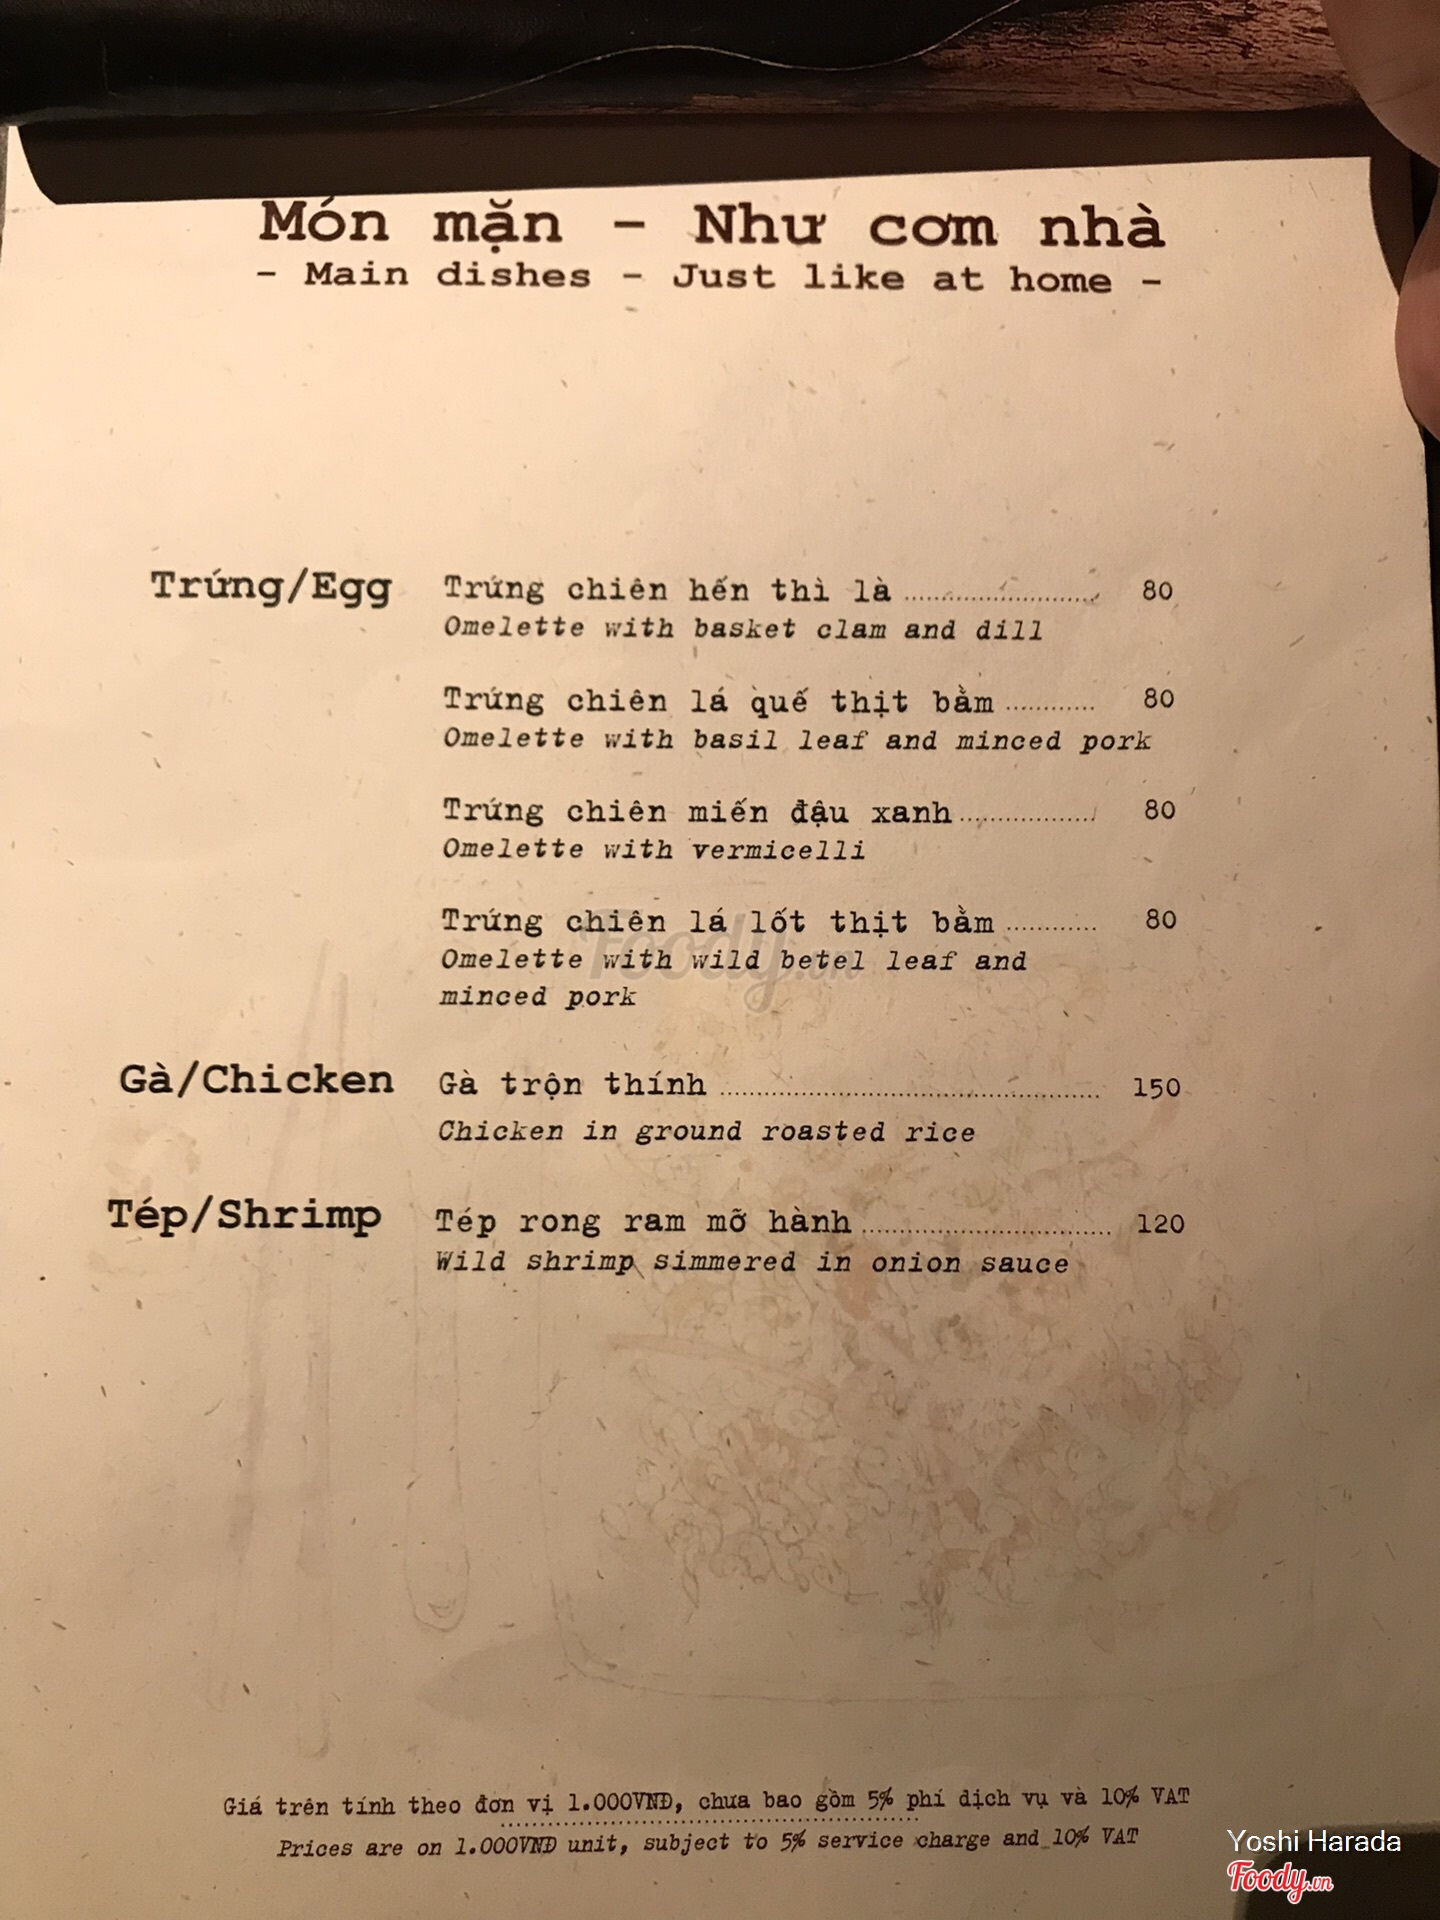 Món mặn - Như cơm nhà
- Main dishes - Just like at home -
Trứng/Egg
Trứng chiên hến thì là 80
Omelette with basket clam and dill
Trứng chiên lá quế thịt bằm 80
Omelette with basil leaf and minced pork
Trứng chiên miến đậu xanh 80
Omelette with vermicelli
Trứng chiên lá lốt thịt bằm 80
Omelette with wild betel leaf and
minced pork
Gà/Chicken
Gà trộn thính 150
Chicken in ground roasted rice
Tép/Shrimp
Tép rong ram mỡ hành 120
Wild shrimp simmered in onion sauce
Foody.vn
Giá trên tính theo đơn vị 1.000VNĐ, chưa bao gồm 5% phí dịch vụ và 10% VAT
Prices are on 1.000VNĐ unit, subject to 5% service charge and 10% VAT
Yoshi Harada
Foody.vn